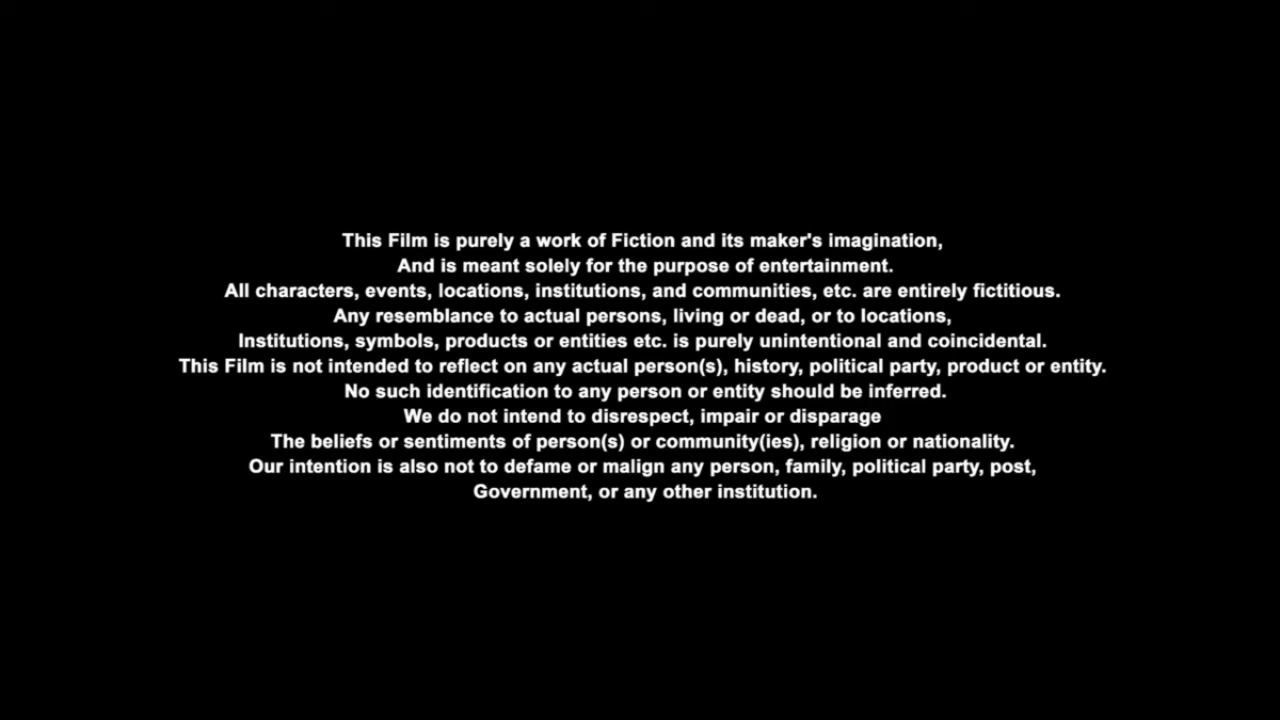 This Film is purely a work of Fiction and its maker's imagination,
And is meant solely for the purpose of entertainment.
All characters, events, locations, institutions, and communities, etc. are entirely fictitious.
Any resemblance to actual persons, living or dead, or to locations,
Institutions, symbols, products or entities etc. is purely unintentional and coincidental.
This Film is not intended to reflect on any actual person(s), history, political party, product or entity.
No such identification to any person or entity should be inferred.
We do not intend to disrespect, impair or disparage
The beliefs or sentiments of person(s) or community(ies), religion or nationality.
Our intention is also not to defame or malign any person, family, political party, post,
Government, or any other institution.